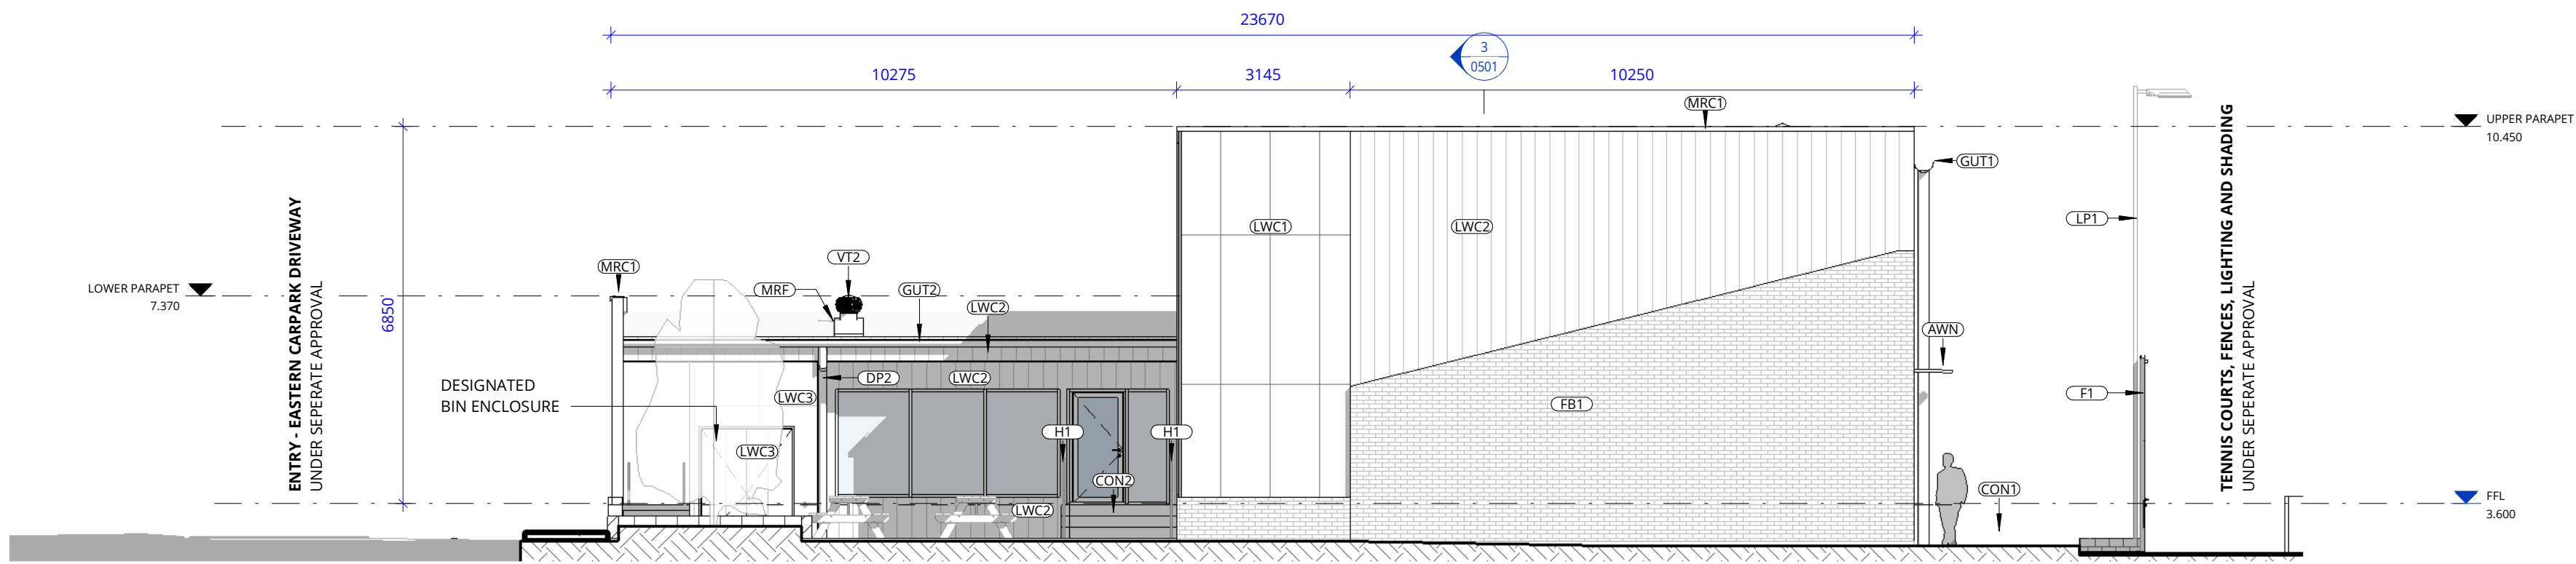 23670
3
0501
10275
3145
10250
MRC1
UPPER PARAPET
10.450
GUT1
LP1
LWC1
LWC2
VT2
MRC1
MRF
GUT2
LWC2
LOWER PARAPET
7.370
6850
ENTRY - EASTERN CARPARK DRIVEWAY
UNDER SEPERATE APPROVAL
TENNIS COURTS, FENCES, LIGHTING AND SHADING
UNDER SEPERATE APPROVAL
AWN
DESIGNATED
BIN ENCLOSURE
DP2
LWC2
LWC3
F1
FB1
H1
H1
LWC3
CON2
CON1
LWC2
FFL
3.600